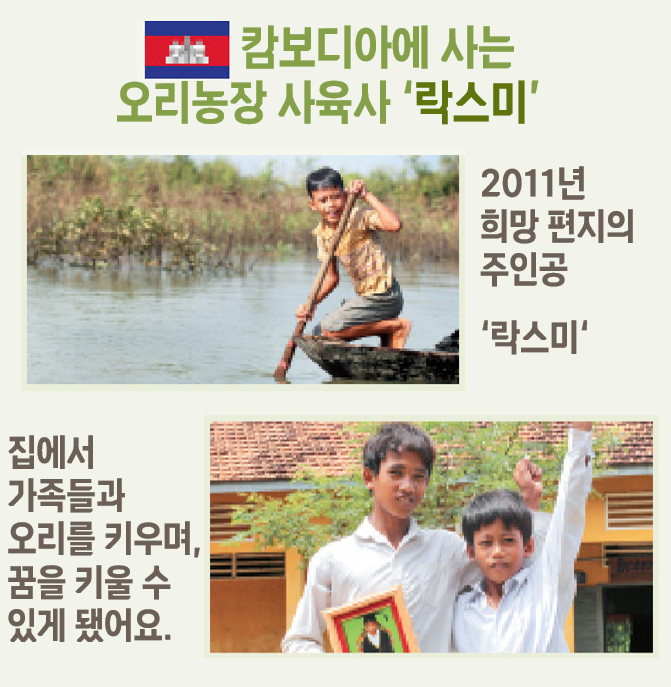 캄보디아에 사는
오리농장 사육사 ‘락스미’
2011년
희망 편지의
주인공
‘락스미‘
집에서
가족들과
오리를 키우며,
꿈을 키울 수
있게 됐어요.